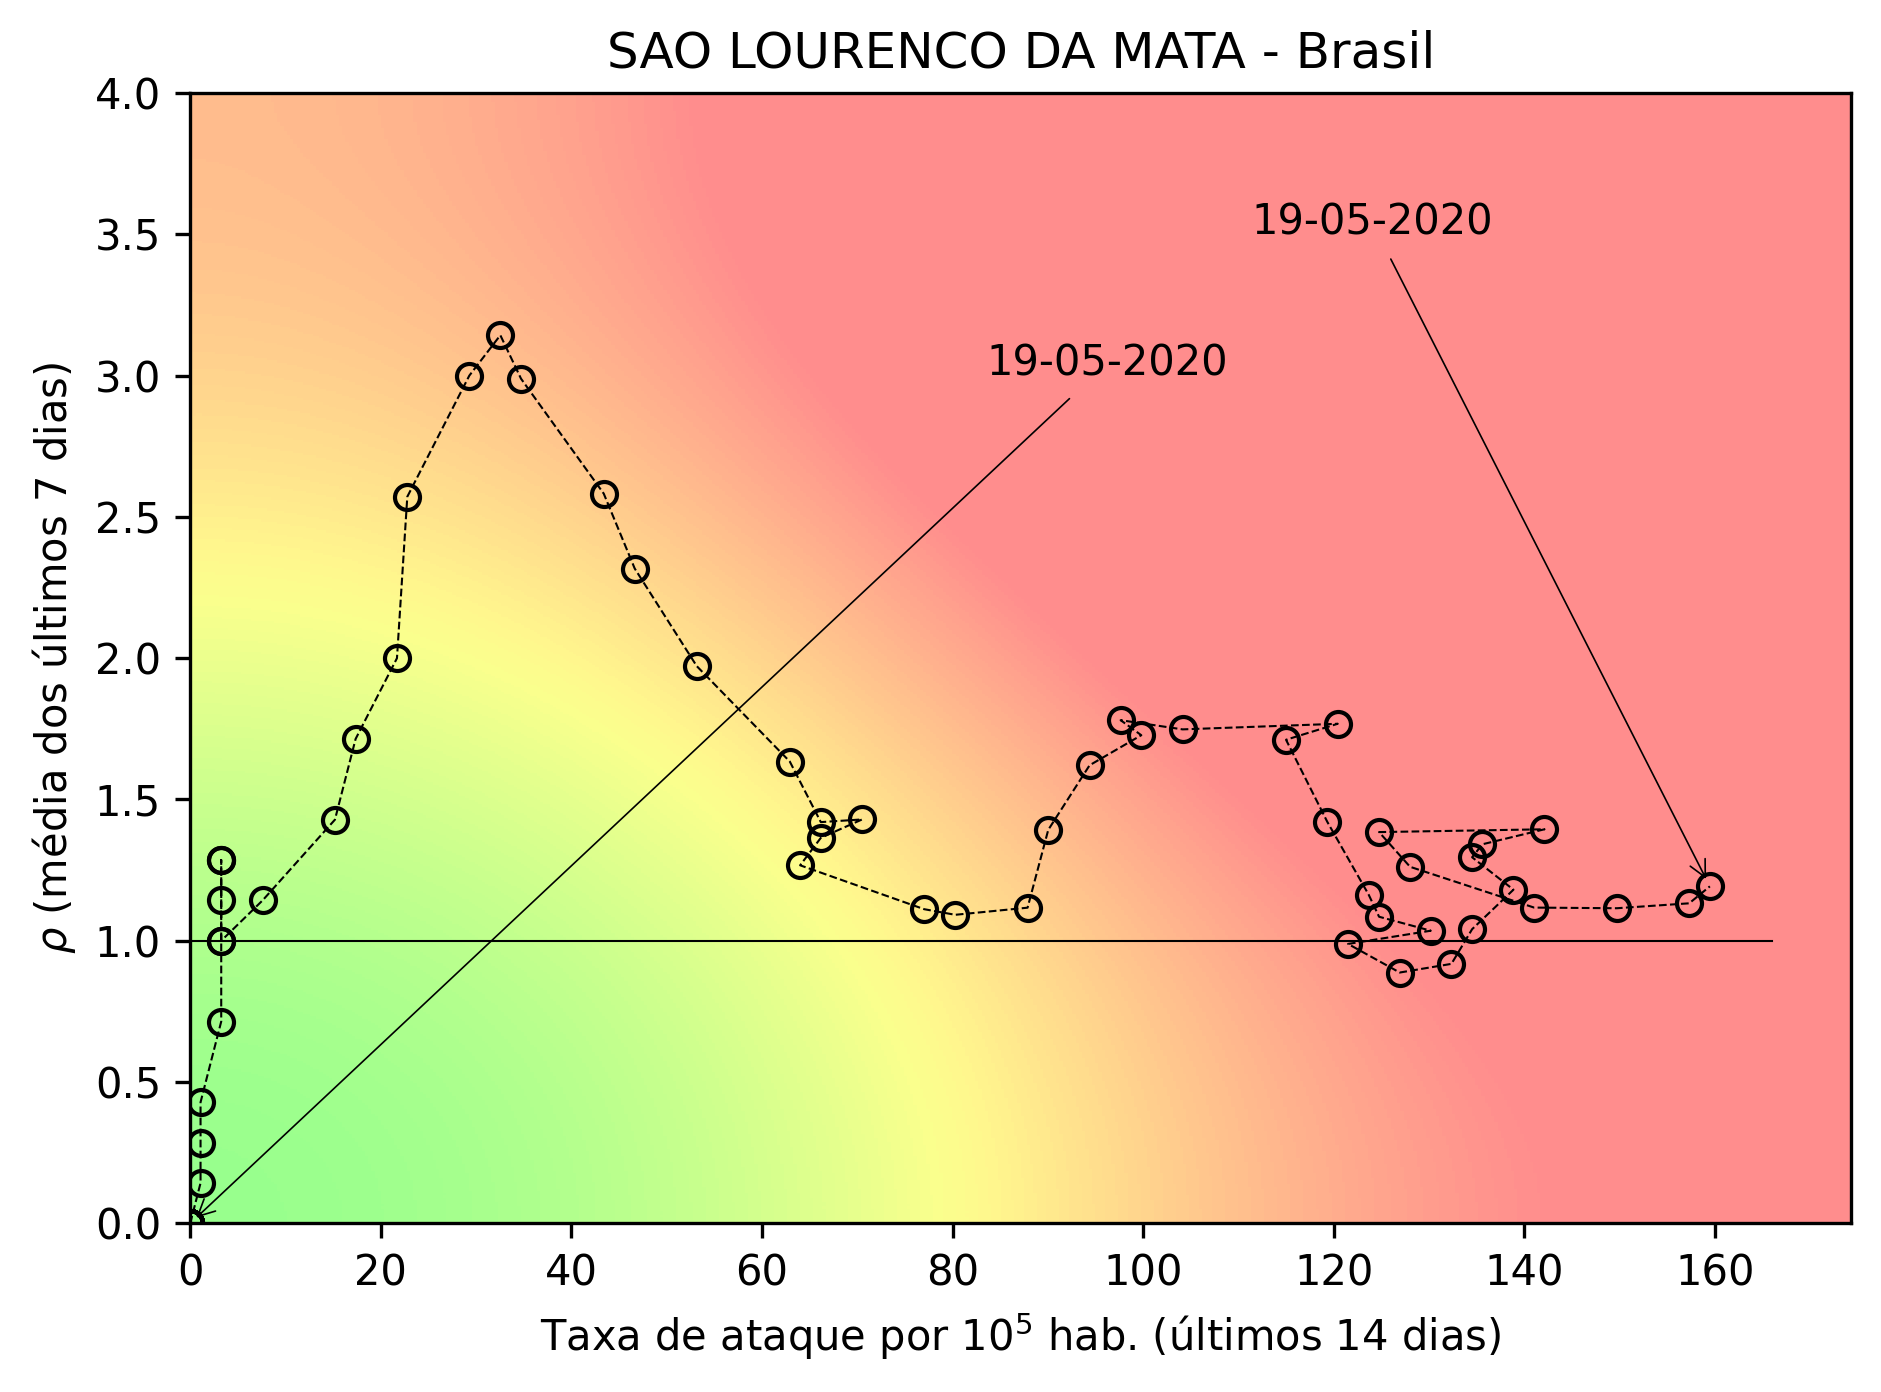 SAO LOURENCO DA MATA - Brasil
4.0
3.5
3.0
2.5
2.0
1.5
1.0
0.5
0.0
ρ (média dos últimos 7 dias)
19-05-2020
19-05-2020
0 20 40 60 80 100 120 140 160
Taxa de ataque por 10⁵ hab. (últimos 14 dias)